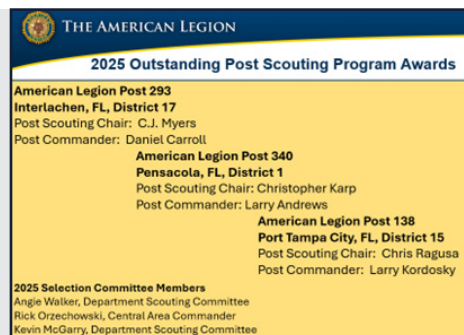 THE AMERICAN LEGION
2025 Outstanding Post Scouting Program Awards
American Legion Post 293
Interlachen, FL, District 17
Post Scouting Chair: C.J. Myers
Post Commander: Daniel Carroll
American Legion Post 340
Pensacola, FL, District 1
Post Scouting Chair: Christopher Karp
Post Commander: Larry Andrews
American Legion Post 138
Port Tampa City, FL, District 15
Post Scouting Chair: Chris Ragusa
Post Commander: Larry Kordosky
2025 Selection Committee Members
Angie Walker, Department Scouting Committee
Rick Orzechowski, Central Area Commander
Kevin McGarry, Department Scouting Committee